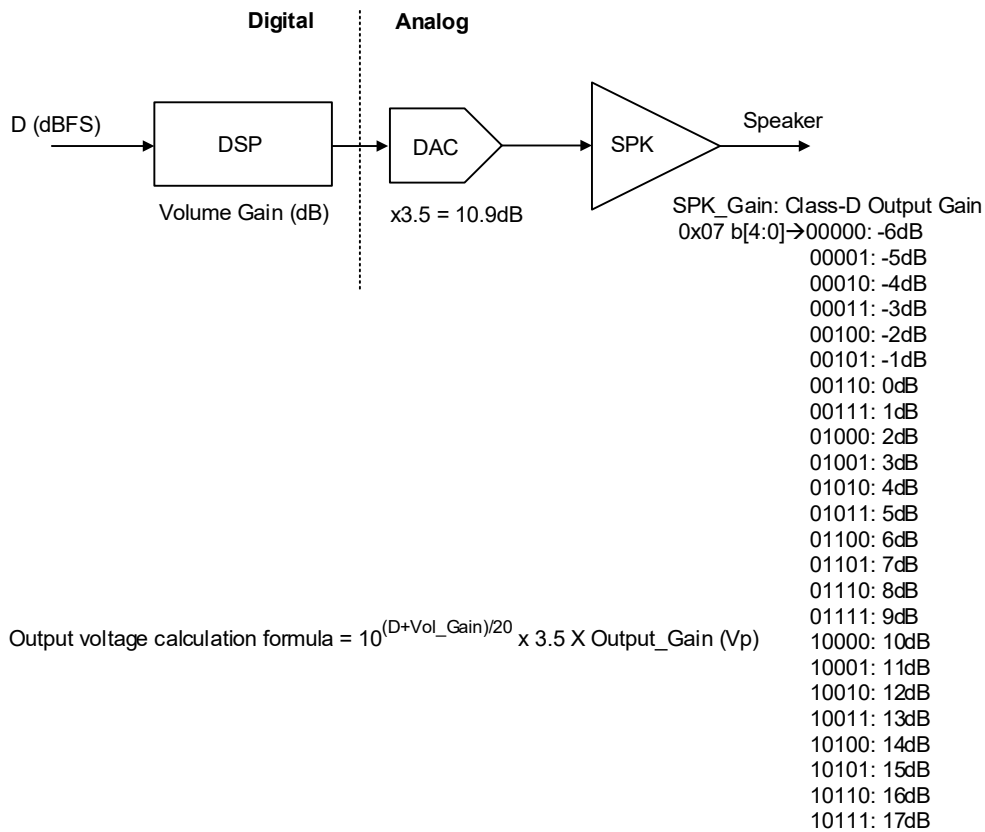 Digital
Analog
D (dBFS)
DSP
DAC
SPK
Speaker
Volume Gain (dB)
x3.5 = 10.9dB
SPK_Gain: Class-D Output Gain
0x07 b[4:0]→00000: -6dB
00001: -5dB
00010: -4dB
00011: -3dB
00100: -2dB
00101: -1dB
00110: 0dB
00111: 1dB
01000: 2dB
01001: 3dB
01010: 4dB
01011: 5dB
01100: 6dB
01101: 7dB
01110: 8dB
01111: 9dB
Output voltage calculation formula = 10^(D+Vol_Gain)/20 x 3.5 X Output_Gain (Vp)
10000: 10dB
10001: 11dB
10010: 12dB
10011: 13dB
10100: 14dB
10101: 15dB
10110: 16dB
10111: 17dB